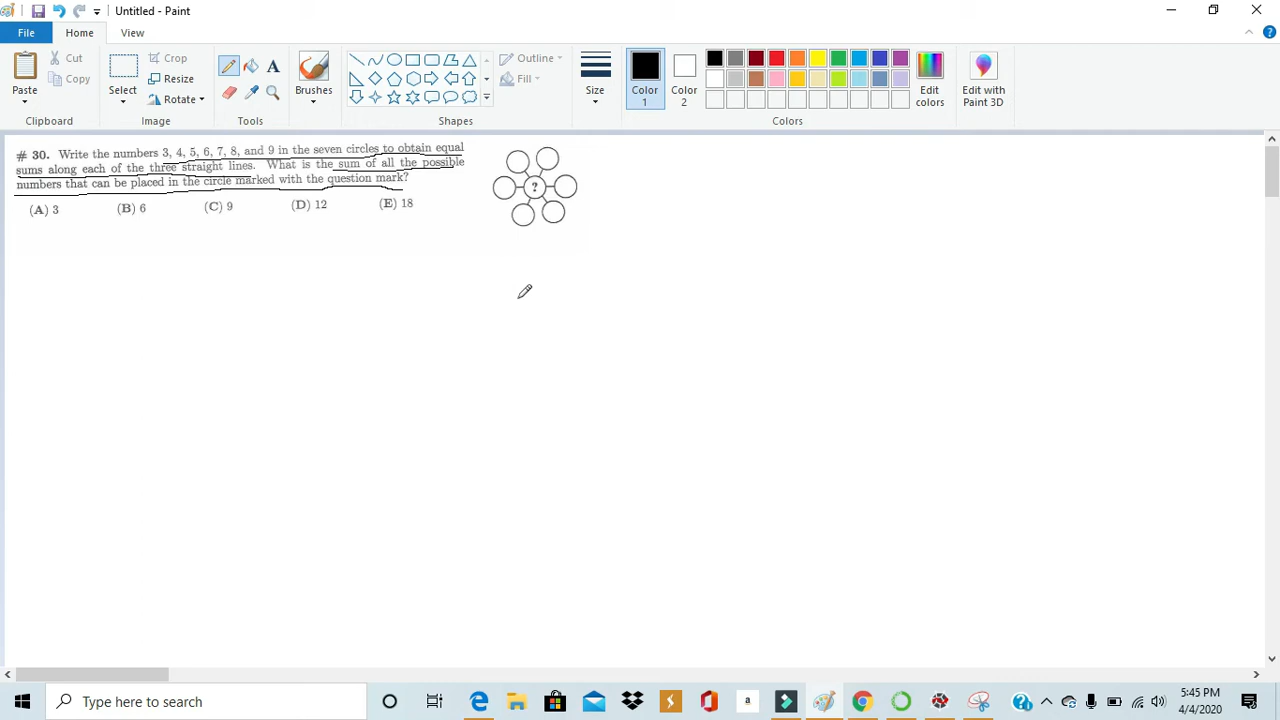 Untitled - Paint
File
Home
View
Paste
Cut
Copy
Clipboard
Select
Crop
Resize
Rotate
Image
A
Tools
Brushes
Shapes
Outline
Fill
Size
Color 1
Color 2
Edit colors
Edit with Paint 3D
Colors
# 30. Write the numbers 3, 4, 5, 6, 7, 8, and 9 in the seven circles to obtain equal
sums along each of the three straight lines. What is the sum of all the possible
numbers that can be placed in the circle marked with the question mark?
(A) 3 (B) 6 (C) 9 (D) 12 (E) 18
?
Type here to search
a
5:45 PM
4/4/2020